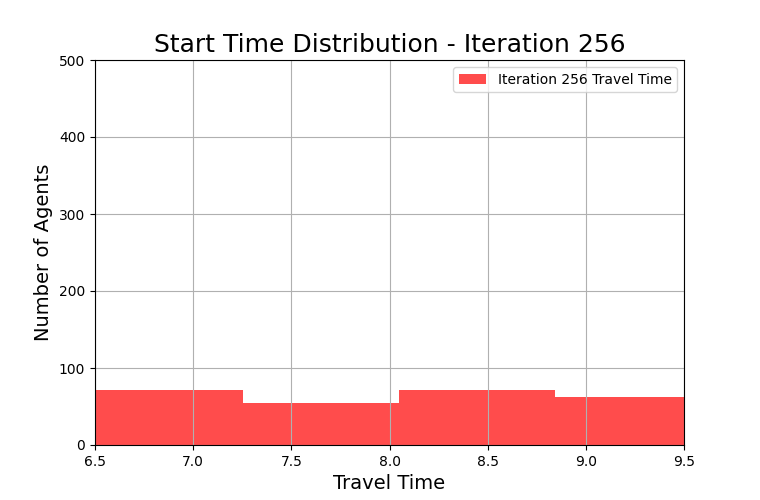 Start Time Distribution - Iteration 256
Iteration 256 Travel Time
Number of Agents
500
400
300
200
100
0
6.5 7.0 7.5 8.0 8.5 9.0 9.5
Travel Time